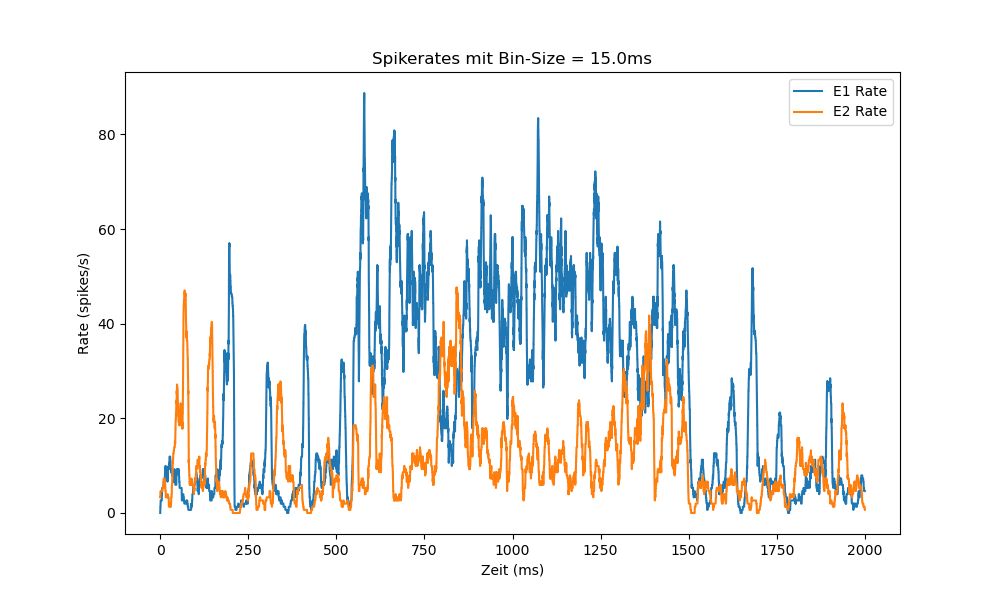 Spikerates mit Bin-Size = 15.0ms
E1 Rate
E2 Rate
Rate (spikes/s)
80
60
40
20
0
0 250 500 750 1000 1250 1500 1750 2000
Zeit (ms)